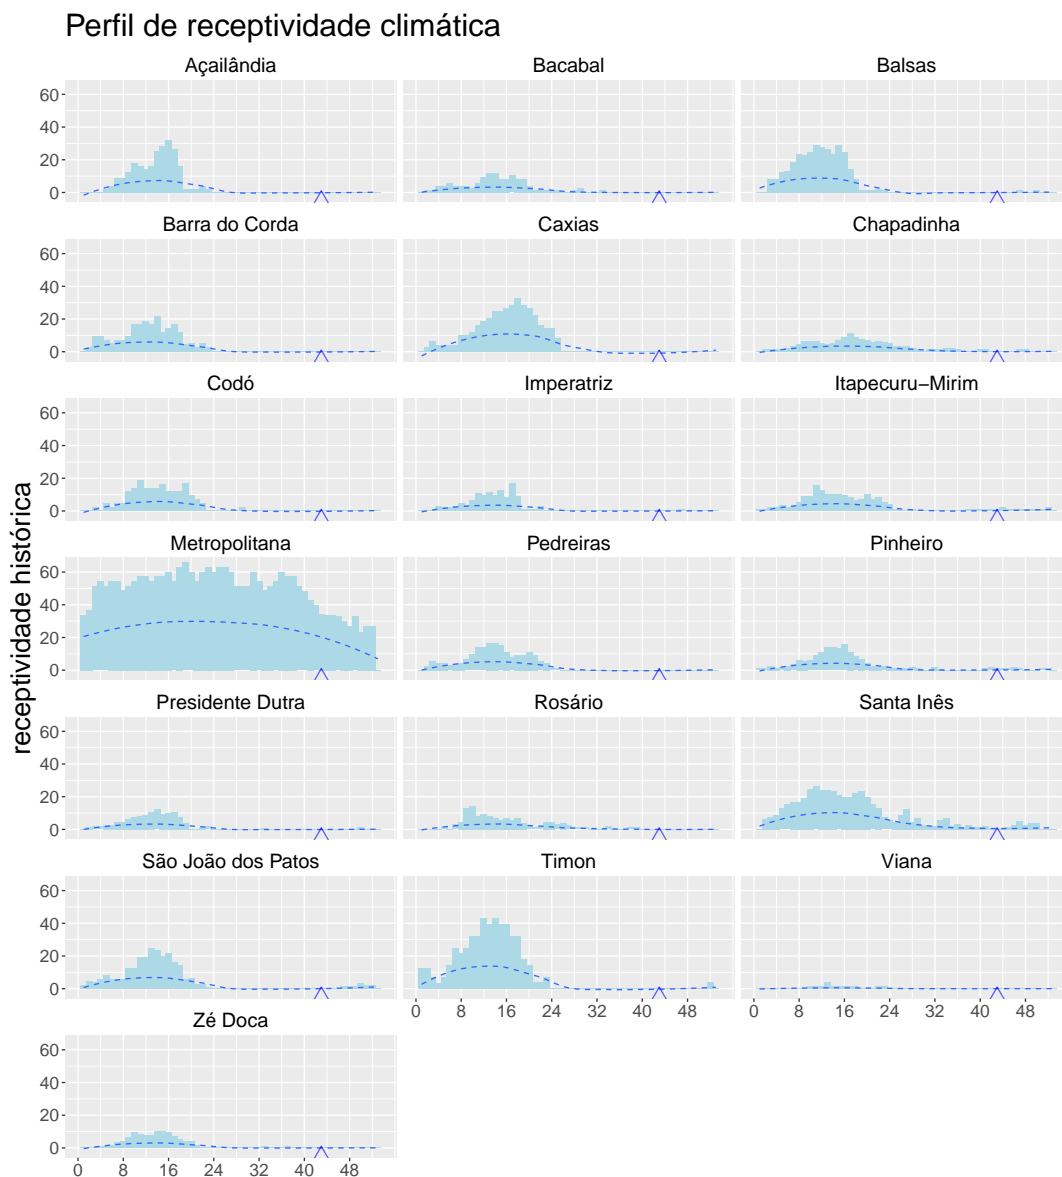 Perfil de receptividade climática
Açailândia Bacabal Balsas
60
40
20
0
Barra do Corda Caxias Chapadinha
60
40
20
0
Codó Imperatriz Itapecuru−Mirim
60
40
20
0
receptividade histórica
Metropolitana Pedreiras Pinheiro
60
40
20
0
Presidente Dutra Rosário Santa Inês
60
40
20
0
São João dos Patos Timon Viana
60
40
20
0
0 8 16 24 32 40 48 0 8 16 24 32 40 48
Zé Doca
60
40
20
0
0 8 16 24 32 40 48